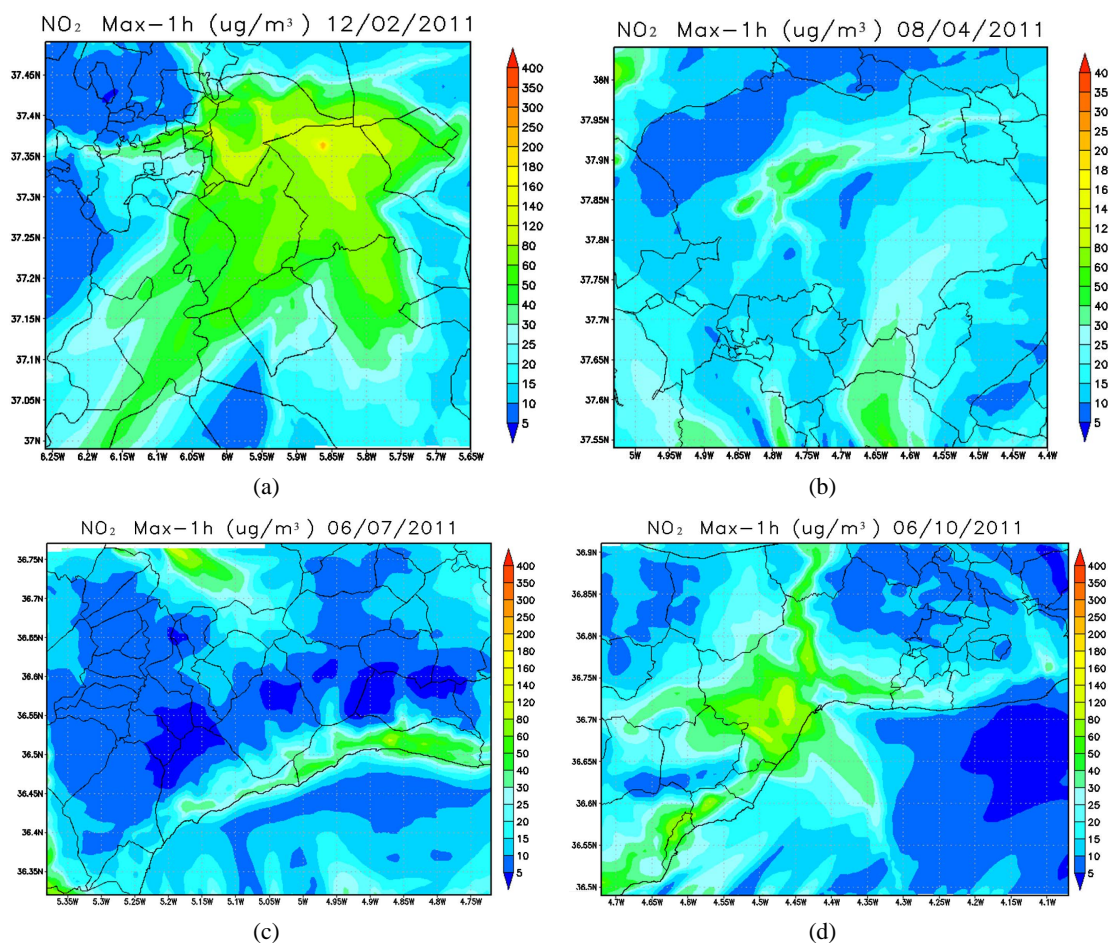 NO₂ Max-1h (ug/m³) 12/02/2011
37.45N
37.4N
37.35N
37.3N
37.25N
37.2N
37.15N
37.1N
37.05N
37N
6.25W 6.2W 6.15W 6.1W 6.05W 6W 5.95W 5.9W 5.85W 5.8W 5.75W 5.7W 5.65W
400
350
250
200
180
160
140
120
80
60
50
40
30
25
20
15
10
5
(a)
NO₂ Max-1h (ug/m³) 08/04/2011
38N
37.95N
37.9N
37.85N
37.8N
37.75N
37.7N
37.65N
37.6N
37.55N
5W 4.95W 4.9W 4.85W 4.8W 4.75W 4.7W 4.65W 4.6W 4.55W 4.5W 4.45W 4.4W
40
35
25
20
18
16
14
12
80
60
50
40
30
25
20
15
10
5
(b)
NO₂ Max-1h (ug/m³) 06/07/2011
36.75N
36.7N
36.65N
36.6N
36.55N
36.5N
36.45N
36.4N
36.35N
5.35W 5.3W 5.25W 5.2W 5.15W 5.1W 5.05W 5W 4.95W 4.9W 4.85W 4.8W 4.75W
400
350
250
200
180
160
140
120
80
60
50
40
30
25
20
15
10
5
(c)
NO₂ Max-1h (ug/m³) 06/10/2011
36.9N
36.85N
36.8N
36.75N
36.7N
36.65N
36.6N
36.55N
36.5N
4.7W 4.65W 4.6W 4.55W 4.5W 4.45W 4.4W 4.35W 4.3W 4.25W 4.2W 4.15W 4.1W
400
350
250
200
180
160
140
120
80
60
50
40
30
25
20
15
10
5
(d)